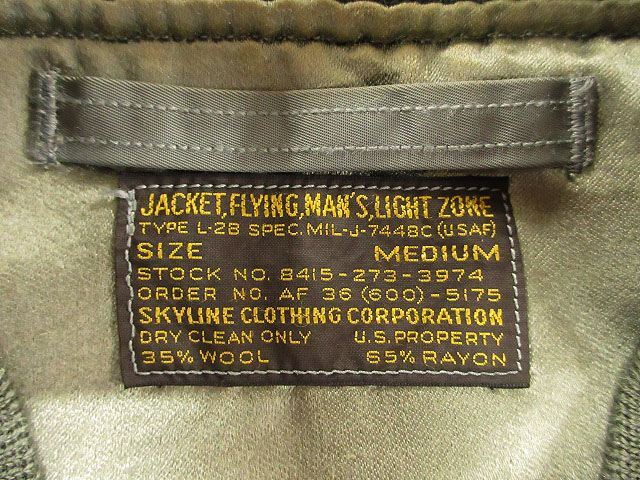 JACKET, FLYING, MAN'S, LIGHT ZONE
TYPE L-2B SPEC. MIL-J-7448C (USAF)
SIZE MEDIUM
STOCK NO. 8415-273-3974
ORDER NO. AF 36 (600)-5175
SKYLINE CLOTHING CORPORATION
DRY CLEAN ONLY U.S. PROPERTY
35% WOOL 65% RAYON